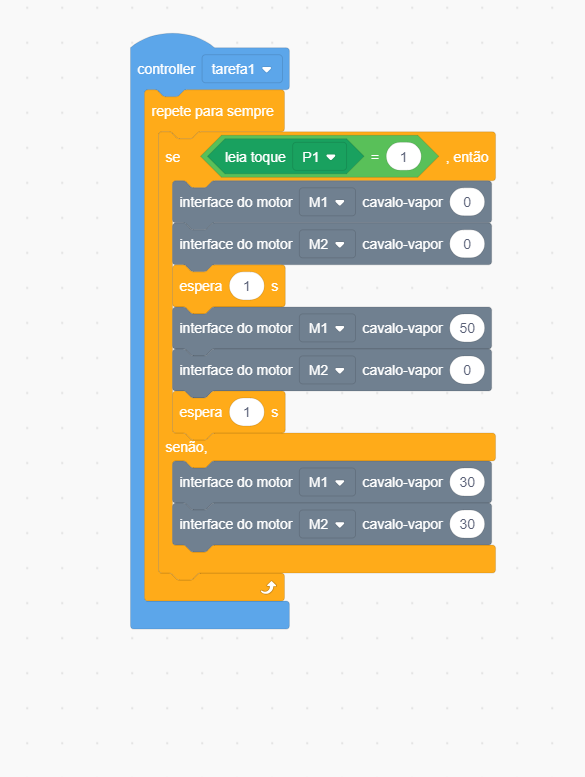 controller tarefa1
repete para sempre
se leia toque P1 = 1 , então
interface do motor M1 cavalo-vapor 0
interface do motor M2 cavalo-vapor 0
espera 1 s
interface do motor M1 cavalo-vapor 50
interface do motor M2 cavalo-vapor 0
espera 1 s
senão,
interface do motor M1 cavalo-vapor 30
interface do motor M2 cavalo-vapor 30